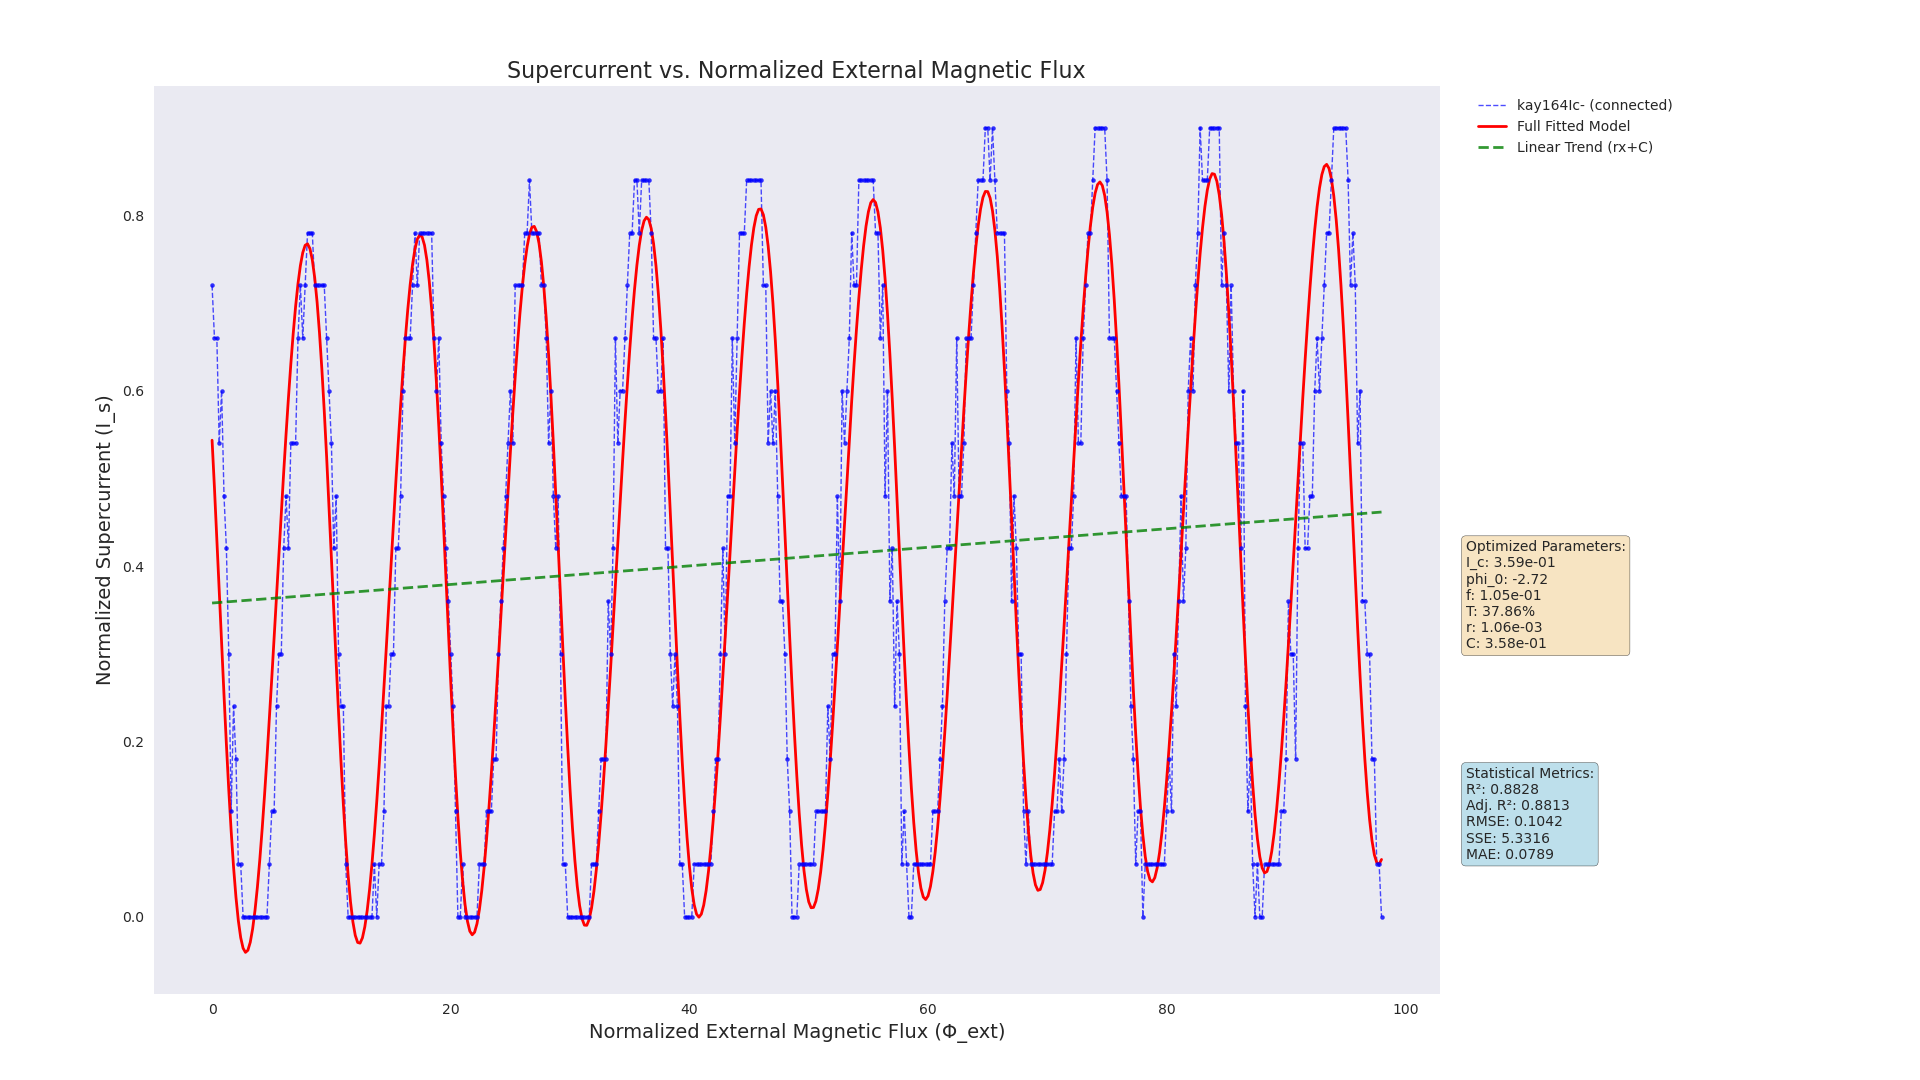 Supercurrent vs. Normalized External Magnetic Flux
kay164Ic- (connected)
Full Fitted Model
Linear Trend (rx+C)
Normalized Supercurrent (I_s)
0.8
0.6
0.4
0.2
0.0
0
20
40
60
80
100
Normalized External Magnetic Flux (Φ_ext)
Optimized Parameters:
I_c: 3.59e-01
phi_0: -2.72
f: 1.05e-01
T: 37.86%
r: 1.06e-03
C: 3.58e-01
Statistical Metrics:
R²: 0.8828
Adj. R²: 0.8813
RMSE: 0.1042
SSE: 5.3316
MAE: 0.0789